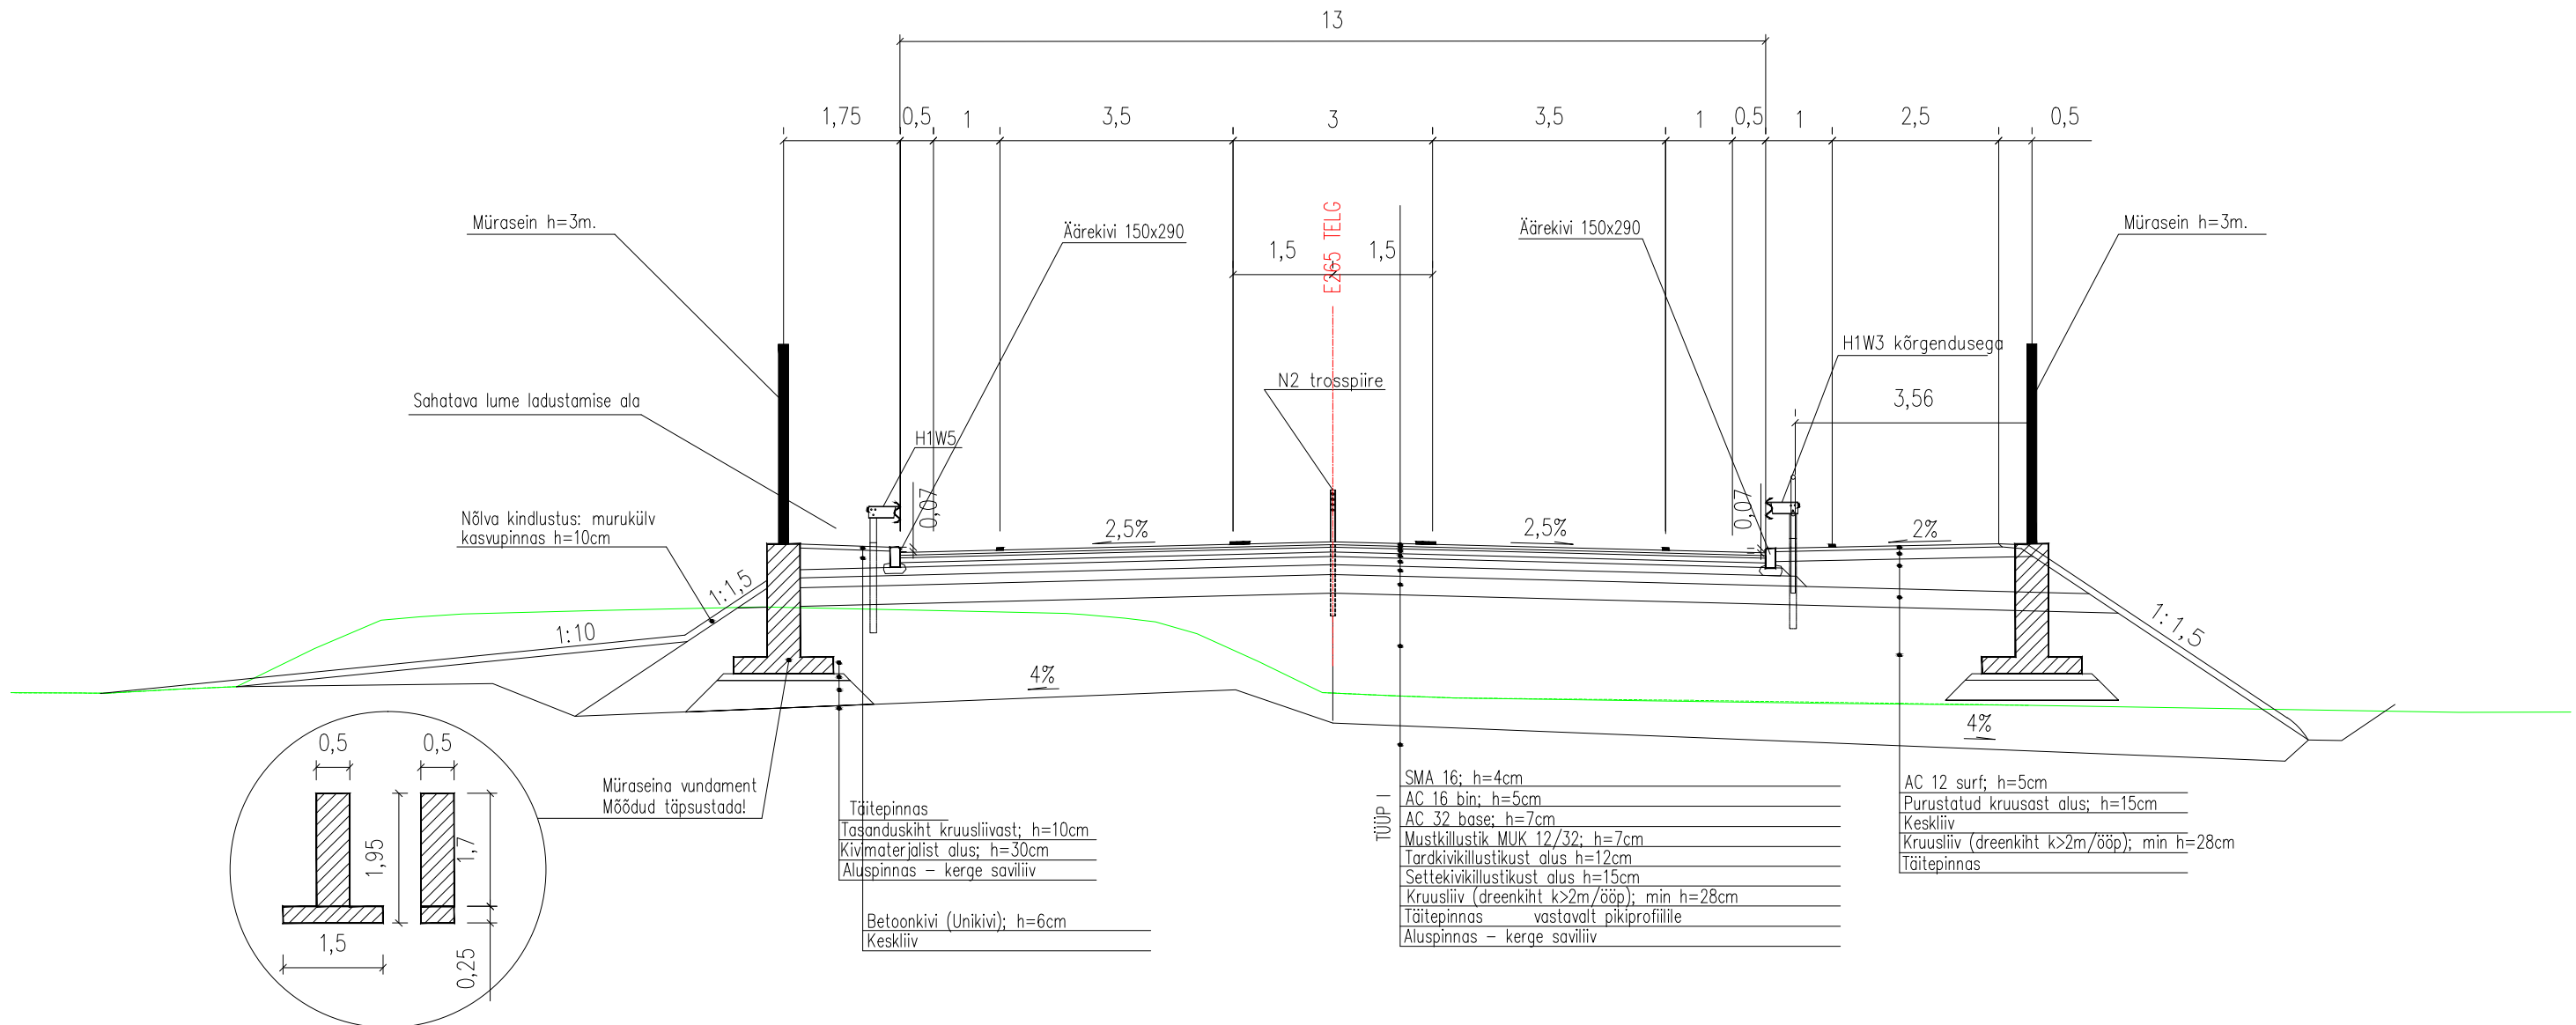 13
1,75 0,5 1 3,5 3 3,5 1 0,5 1 2,5 0,5
Mürasein h=3m.
Äärekivi 150x290
1,5 E265 TELG 1,5
Äärekivi 150x290
Mürasein h=3m.
H1W3 kõrgendusega
N2 trosspiire
3,56
Sahatava lume ladustamise ala
H1W5
0,07
0,07
Nõlva kindlustus: murukülv
kasvupinnas h=10cm
2,5%
2,5%
2%
1:1,5
1:10
1:1,5
4%
4%
0,5 0,5
1,95
1,7
1,5
0,25
Müraseina vundament
Mõõdud täpsustada!
Täitepinnas
Tasanduskiht kruusliivast; h=10cm
Kivimaterjalist alus; h=30cm
Aluspinnas – kerge saviliiv
Betoonkivi (Unikivi); h=6cm
Keskliiv
TÜÜP I
SMA 16; h=4cm
AC 16 bin; h=5cm
AC 32 base; h=7cm
Mustkillustik MUK 12/32; h=7cm
Tardkivikillustikust alus h=12cm
Settekivikillustikust alus h=15cm
Kruusliiv (dreenkiht k>2m/ööp); min h=28cm
Täitepinnas vastavalt pikiprofiilile
Aluspinnas – kerge saviliiv
AC 12 surf; h=5cm
Purustatud kruusast alus; h=15cm
Keskliiv
Kruusliiv (dreenkiht k>2m/ööp); min h=28cm
Täitepinnas